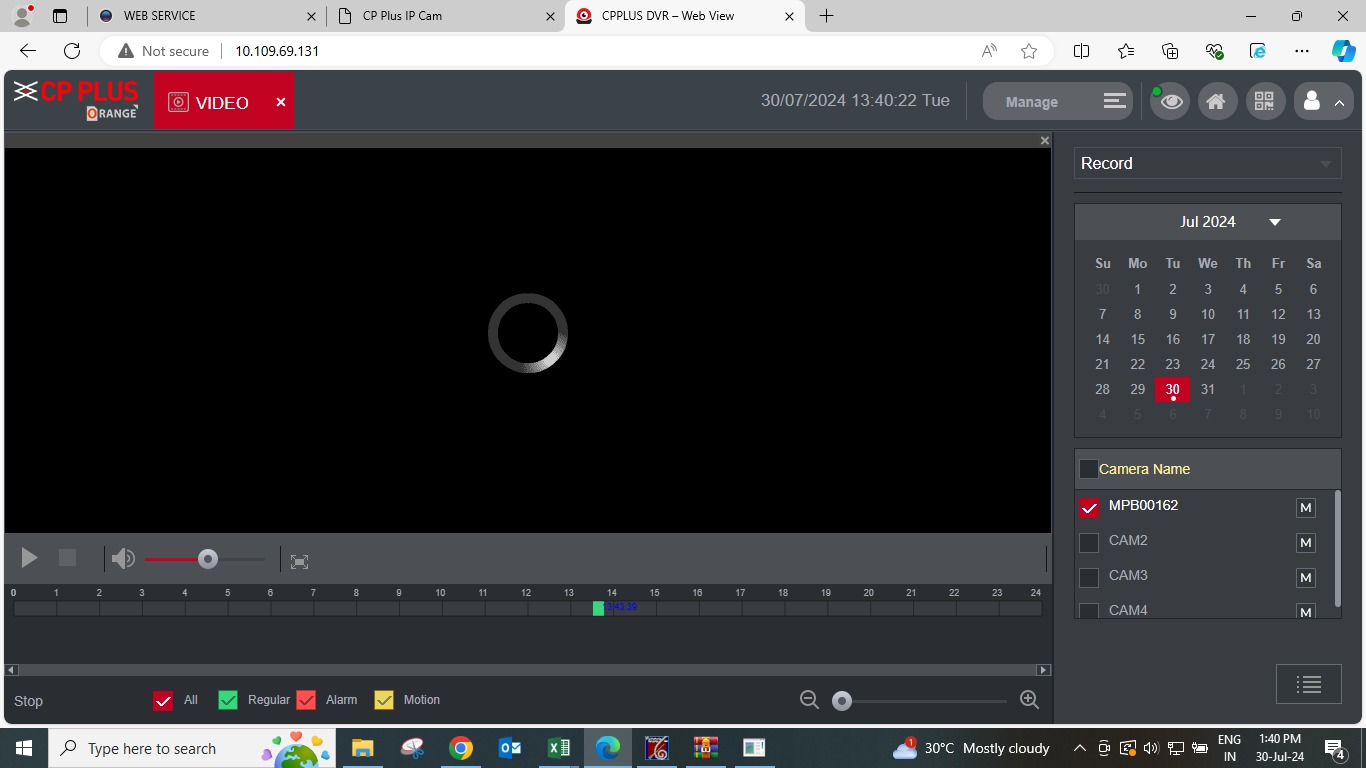 WEB SERVICE
CP Plus IP Cam
CPPLUS DVR – Web View
Not secure
10.109.69.131
CP PLUS
ORANGE
VIDEO
30/07/2024 13:40:22 Tue
Manage
Record
Jul 2024
Su Mo Tu We Th Fr Sa
30 1 2 3 4 5 6
7 8 9 10 11 12 13
14 15 16 17 18 19 20
21 22 23 24 25 26 27
28 29 30 31 1 2 3
4 5 6 7 8 9 10
Camera Name
MPB00162 M
CAM2 M
CAM3 M
CAM4 M
0 1 2 3 4 5 6 7 8 9 10 11 12 13 14 15 16 17 18 19 20 21 22 23 24
13:43:39
Stop
All
Regular
Alarm
Motion
Type here to search
1
30°C Mostly cloudy
ENG
IN
1:40 PM
30-Jul-24
4